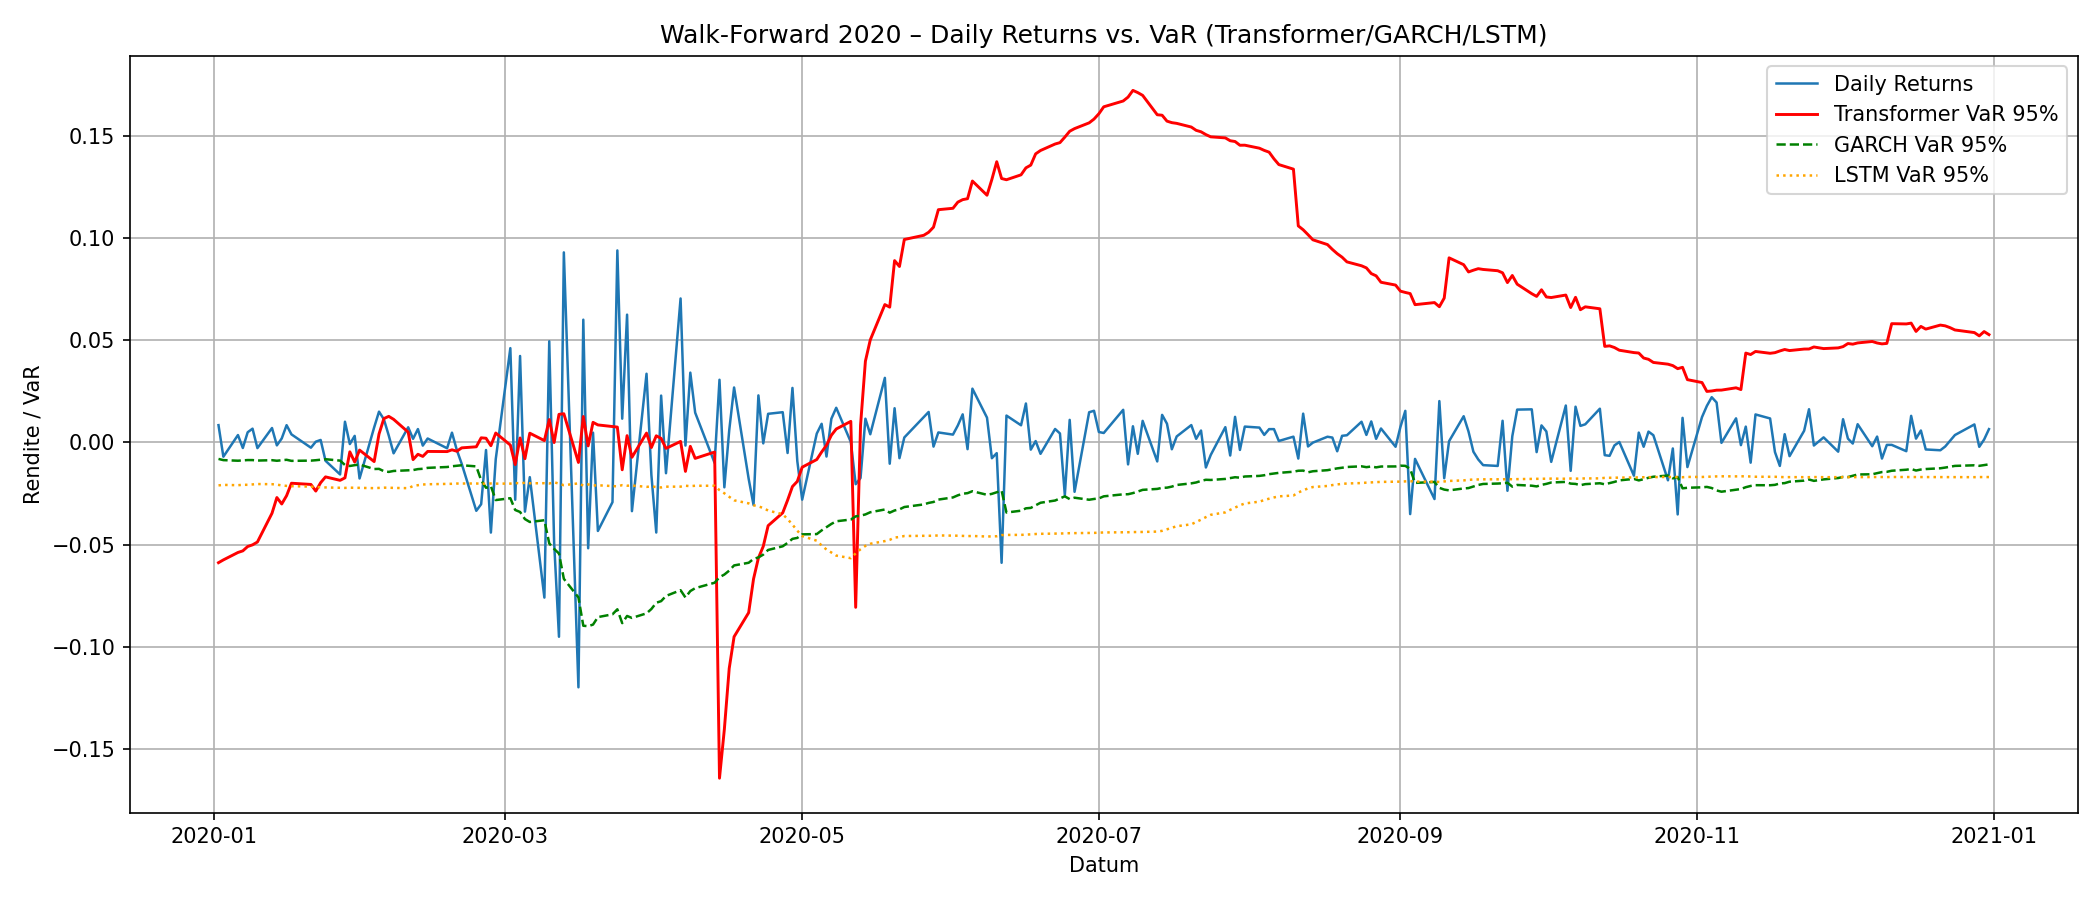 Walk-Forward 2020 – Daily Returns vs. VaR (Transformer/GARCH/LSTM)
Daily Returns
Transformer VaR 95%
GARCH VaR 95%
LSTM VaR 95%
Rendite / VaR
0.15
0.10
0.05
0.00
−0.05
−0.10
−0.15
2020-01
2020-03
2020-05
2020-07
2020-09
2020-11
2021-01
Datum